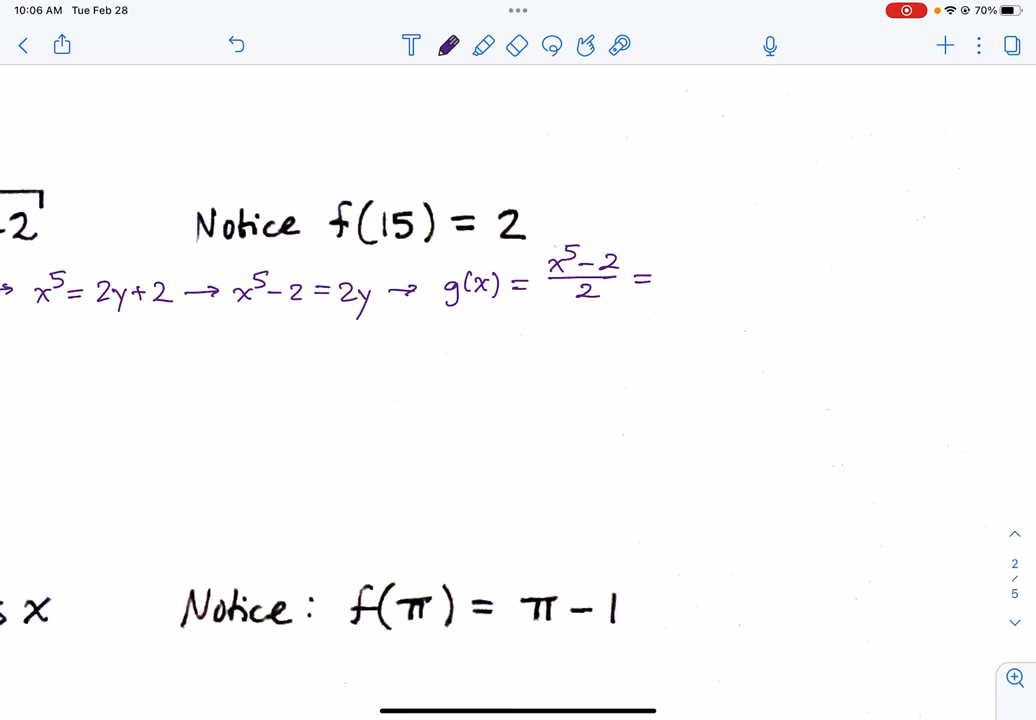 10:06 AM Tue Feb 28
70%
T
-2 Notice f(15) = 2
→ x⁵ = 2y+2 → x⁵-2 = 2y → g(x) = (x⁵-2)/2 =
2
/
5
s x Notice: f(π) = π - 1